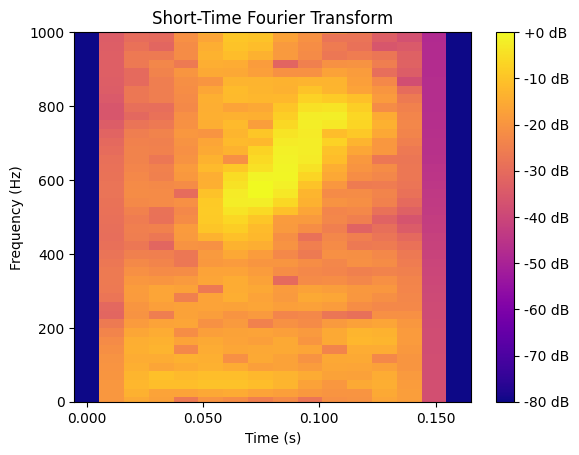 Short-Time Fourier Transform
Frequency (Hz)
1000
800
600
400
200
0
0.000
0.050
0.100
0.150
Time (s)
+0 dB
-10 dB
-20 dB
-30 dB
-40 dB
-50 dB
-60 dB
-70 dB
-80 dB